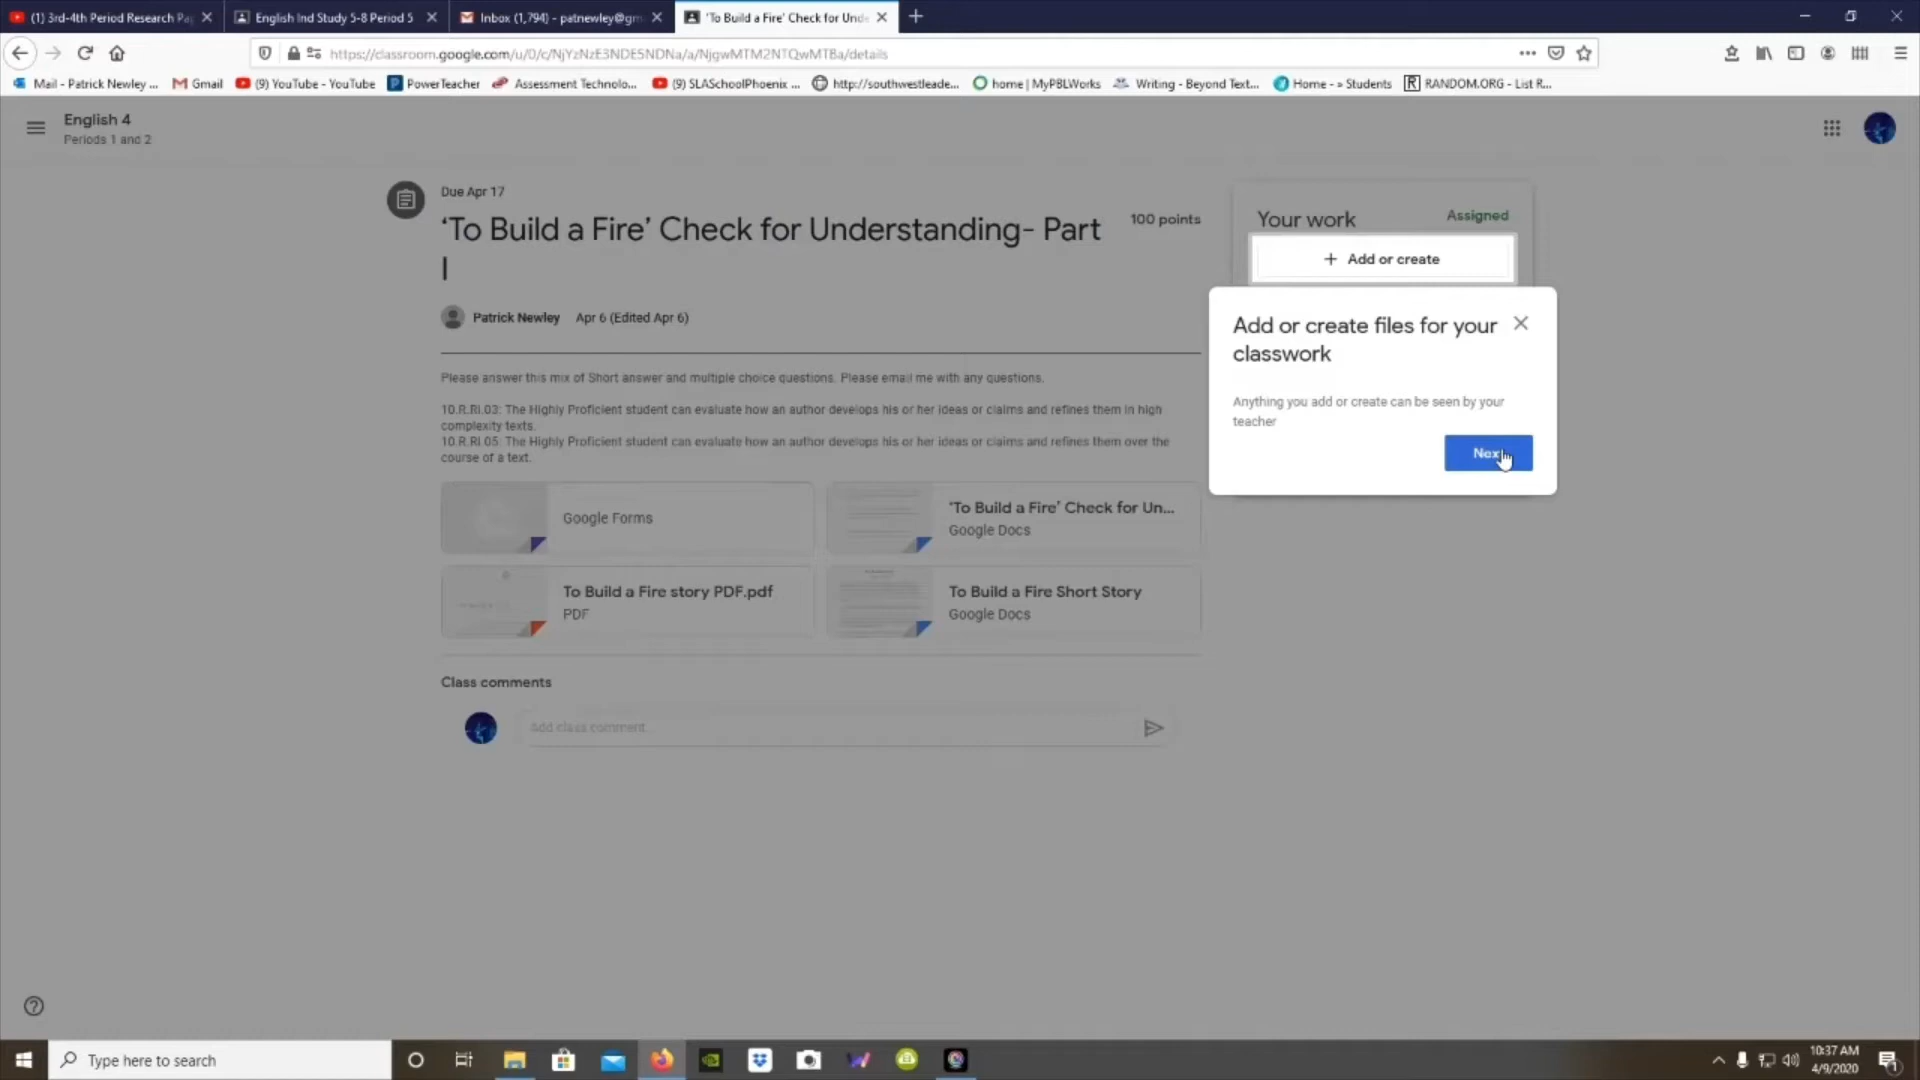 (1) 3rd-4th Period Research Pa
English Ind Study 5-8 Period 5
Inbox (1,794) - patnewley@gm
'To Build a Fire' Check for Unde
https://classroom.google.com/u/0/c/NjYzNzE3NDE5NDNa/a/NjgwMTM2NTQwMTBa/details
Mail - Patrick Newley ...
Gmail
(9) YouTube - YouTube
PowerTeacher
Assessment Technolo...
(9) SLASchoolPhoenix ...
http://southwestleade...
home | MyPBLWorks
Writing - Beyond Text...
Home - » Students
RANDOM.ORG - List R...
English 4
Periods 1 and 2
Due Apr 17
‘To Build a Fire’ Check for Understanding- Part
I
100 points
Patrick Newley Apr 6 (Edited Apr 6)
Please answer this mix of Short answer and multiple choice questions. Please email me with any questions.
10.R.RI.03: The Highly Proficient student can evaluate how an author develops his or her ideas or claims and refines them in high
complexity texts.
10.R.RI.05: The Highly Proficient student can evaluate how an author develops his or her ideas or claims and refines them over the
course of a text.
Google Forms
‘To Build a Fire’ Check for Un...
Google Docs
To Build a Fire story PDF.pdf
PDF
To Build a Fire Short Story
Google Docs
Class comments
Add class comment
Your work
Assigned
+ Add or create
Add or create files for your
classwork
Anything you add or create can be seen by your
teacher
Next
Type here to search
10:37 AM
4/9/2020